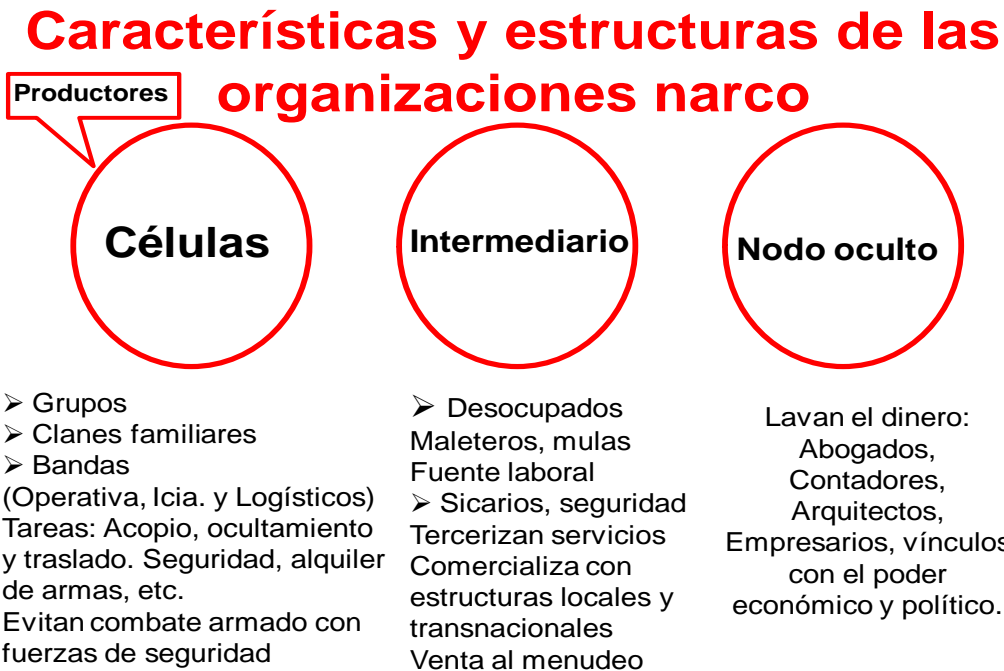 Características y estructuras de las
organizaciones narco
Productores
Células
Intermediario
Nodo oculto
➢ Grupos
➢ Clanes familiares
➢ Bandas
(Operativa, Icia. y Logísticos)
Tareas: Acopio, ocultamiento
y traslado. Seguridad, alquiler
de armas, etc.
Evitan combate armado con
fuerzas de seguridad
➢ Desocupados
Maleteros, mulas
Fuente laboral
➢ Sicarios, seguridad
Tercerizan servicios
Comercializa con
estructuras locales y
transnacionales
Venta al menudeo
Lavan el dinero:
Abogados,
Contadores,
Arquitectos,
Empresarios, vínculos
con el poder
económico y político.